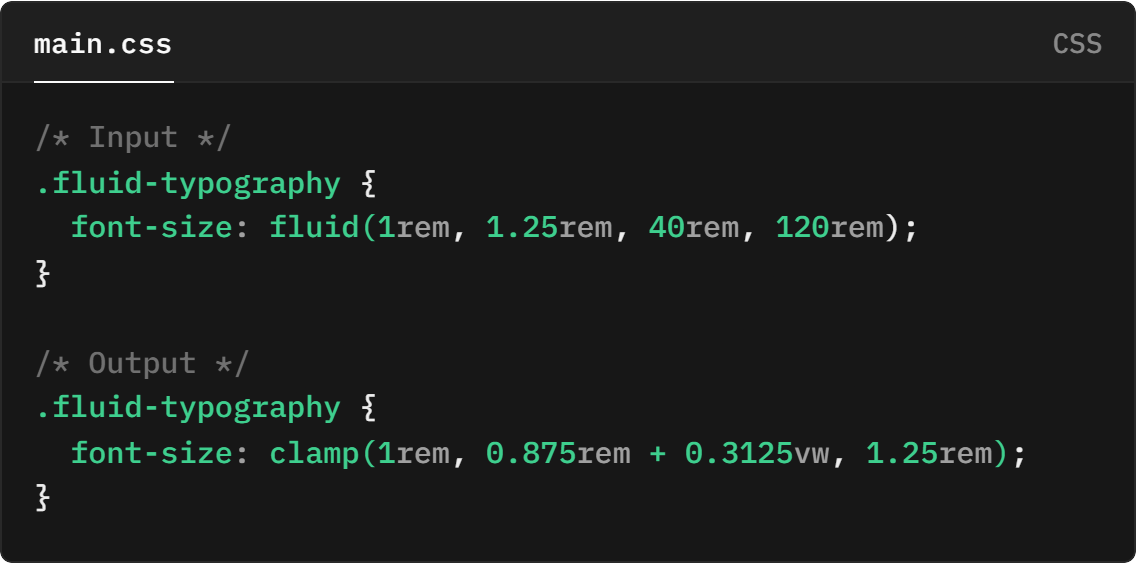 main.css
CSS
/* Input */
.fluid-typography {
  font-size: fluid(1rem, 1.25rem, 40rem, 120rem);
}

/* Output */
.fluid-typography {
  font-size: clamp(1rem, 0.875rem + 0.3125vw, 1.25rem);
}